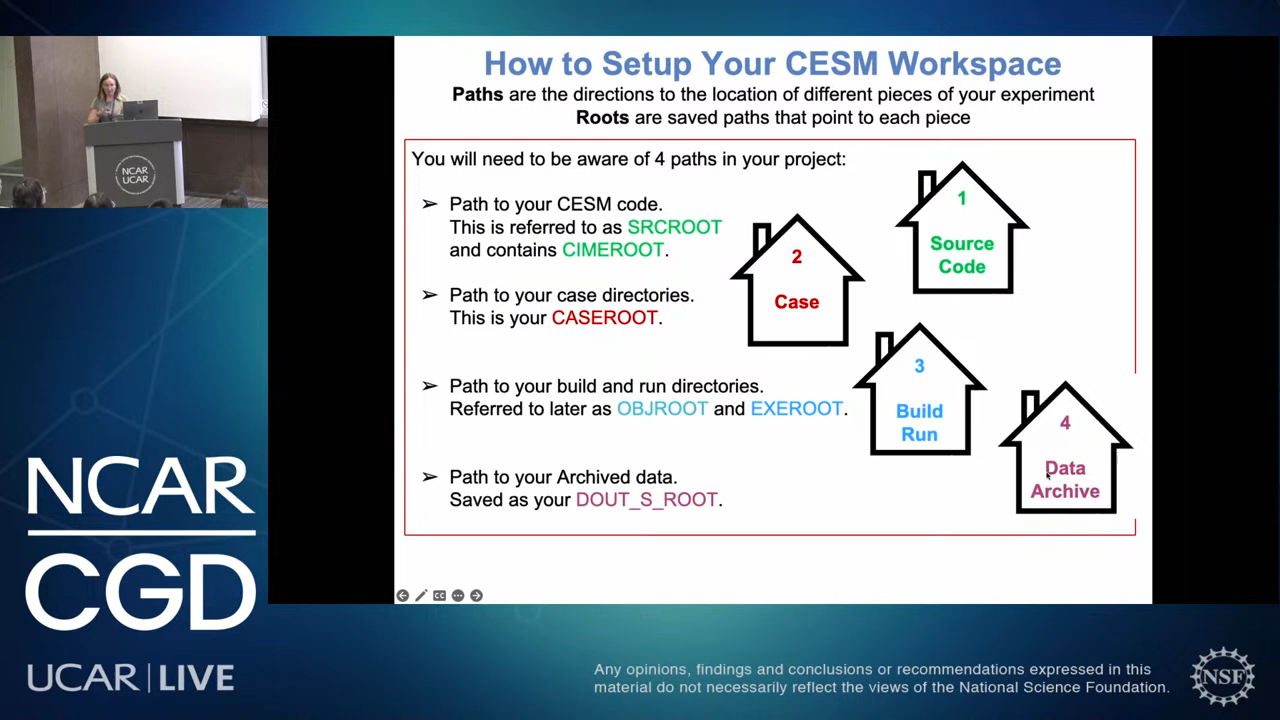 How to Setup Your CESM Workspace
Paths are the directions to the location of different pieces of your experiment
Roots are saved paths that point to each piece
You will need to be aware of 4 paths in your project:
➢ Path to your CESM code.
This is referred to as SRCROOT
and contains CIMEROOT.
➢ Path to your case directories.
This is your CASEROOT.
➢ Path to your build and run directories.
Referred to later as OBJROOT and EXEROOT.
➢ Path to your Archived data.
Saved as your DOUT_S_ROOT.
1
Source
Code
2
Case
3
Build
Run
4
Data
Archive
NCAR
UCAR
NCAR
CGD
UCAR | LIVE
CC
Any opinions, findings and conclusions or recommendations expressed in this
material do not necessarily reflect the views of the National Science Foundation.
NSF